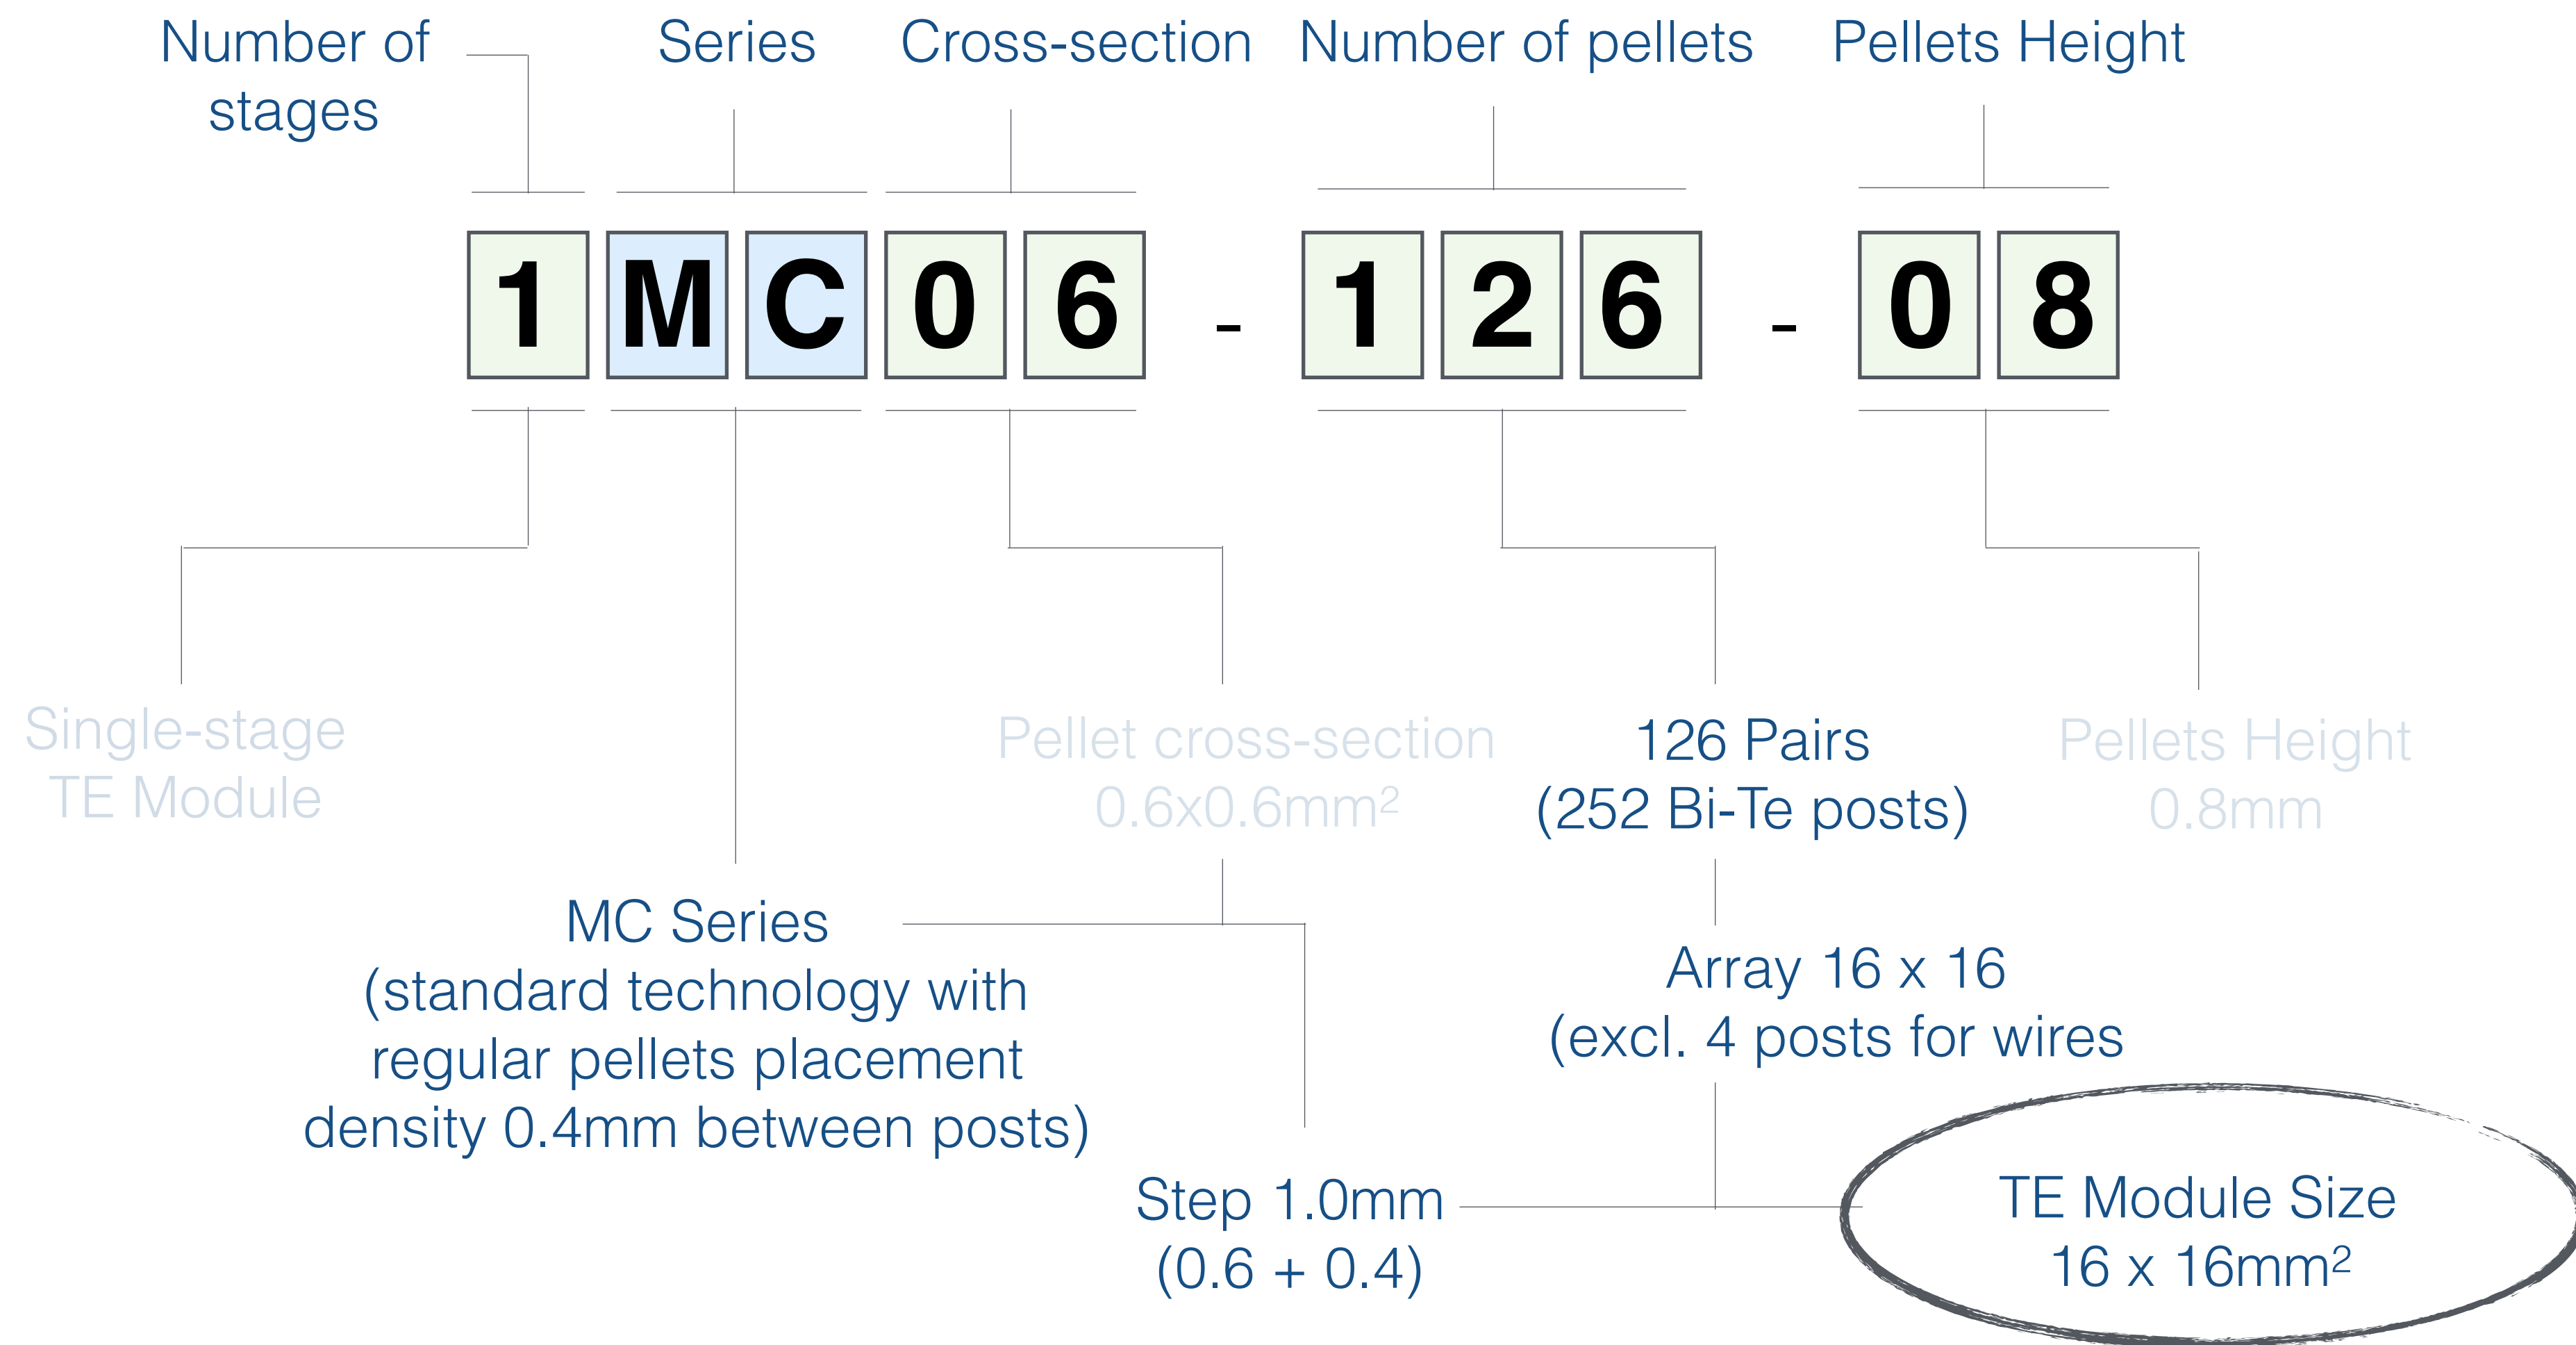 Number of
stages
Series
Cross-section
Number of pellets
Pellets Height
1MC06 - 126 - 08
Single-stage
TE Module
Pellet cross-section
0.6x0.6mm²
126 Pairs
(252 Bi-Te posts)
Pellets Height
0.8mm
MC Series
(standard technology with
regular pellets placement
density 0.4mm between posts)
Array 16 x 16
(excl. 4 posts for wires
Step 1.0mm
(0.6 + 0.4)
TE Module Size
16 x 16mm²